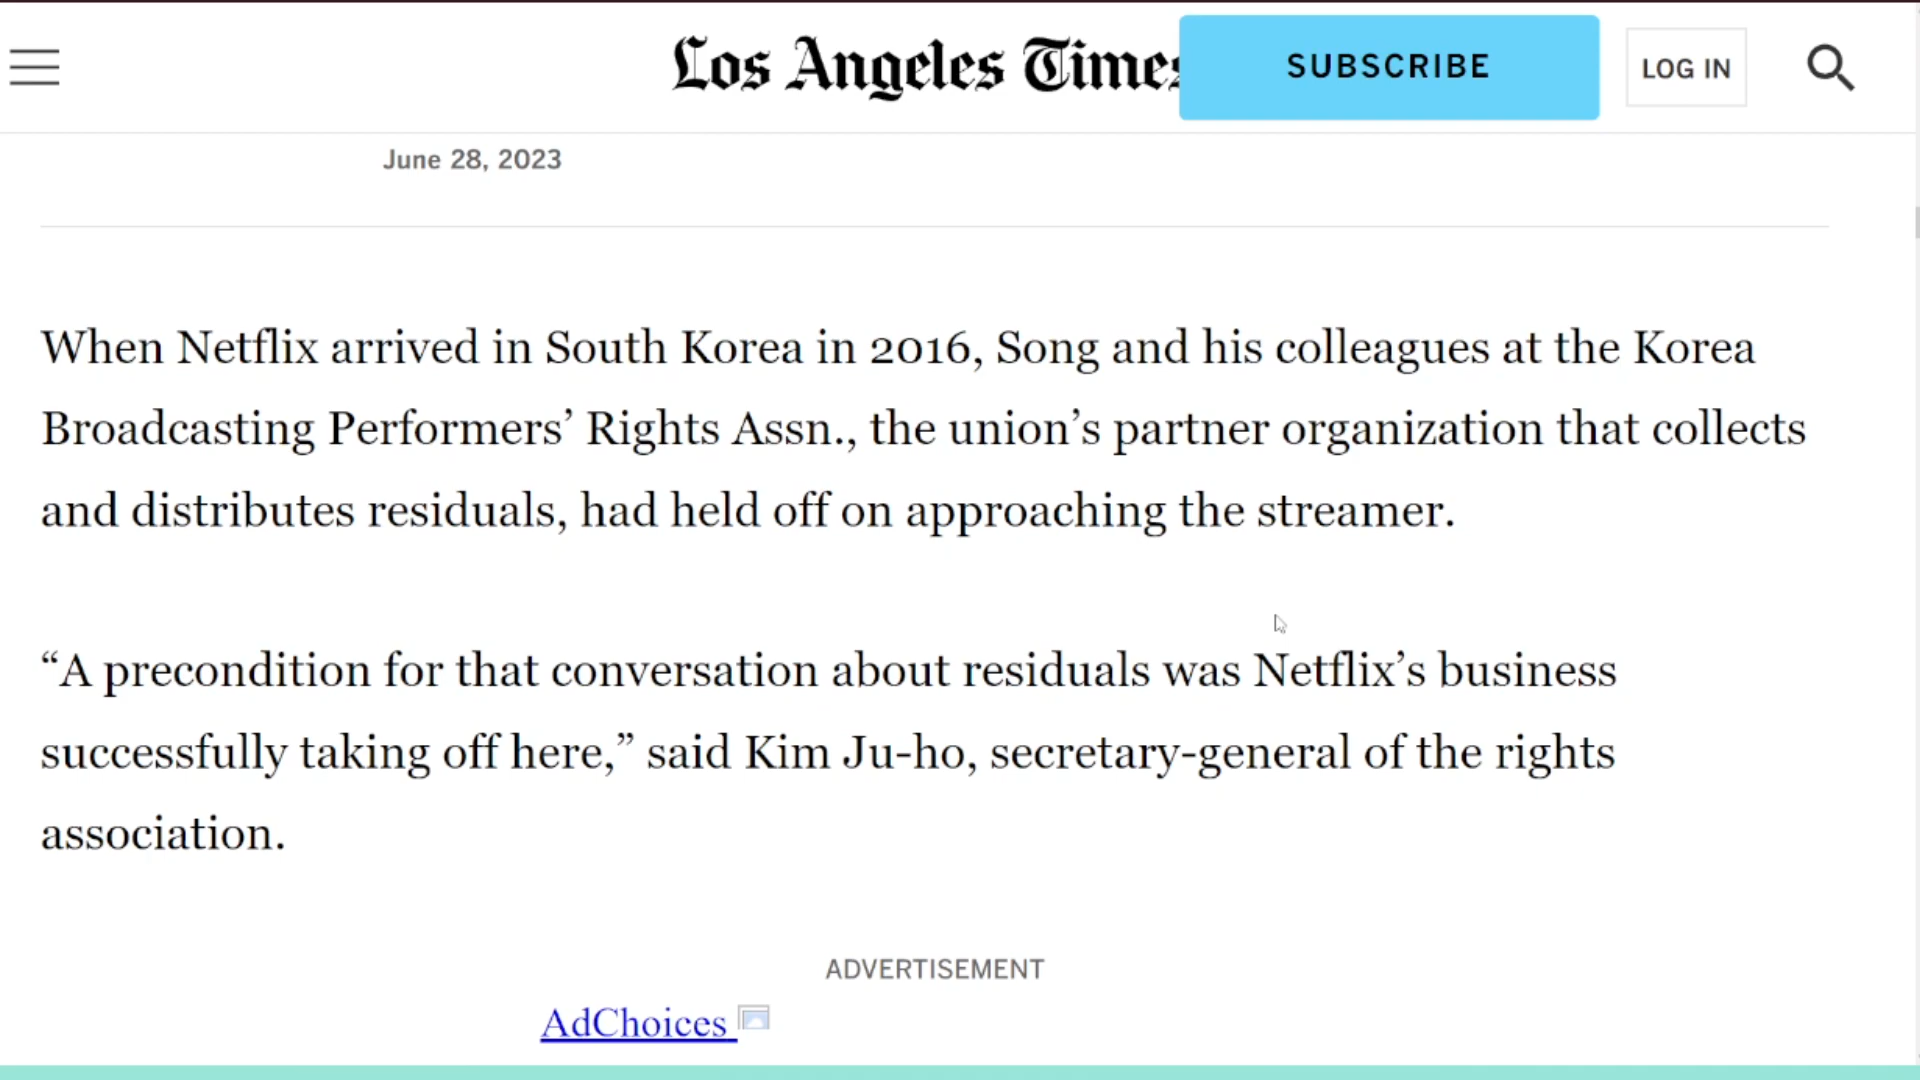 Los Angeles Times
SUBSCRIBE
LOG IN
June 28, 2023
When Netflix arrived in South Korea in 2016, Song and his colleagues at the Korea
Broadcasting Performers’ Rights Assn., the union’s partner organization that collects
and distributes residuals, had held off on approaching the streamer.
“A precondition for that conversation about residuals was Netflix’s business
successfully taking off here,” said Kim Ju-ho, secretary-general of the rights
association.
ADVERTISEMENT
AdChoices